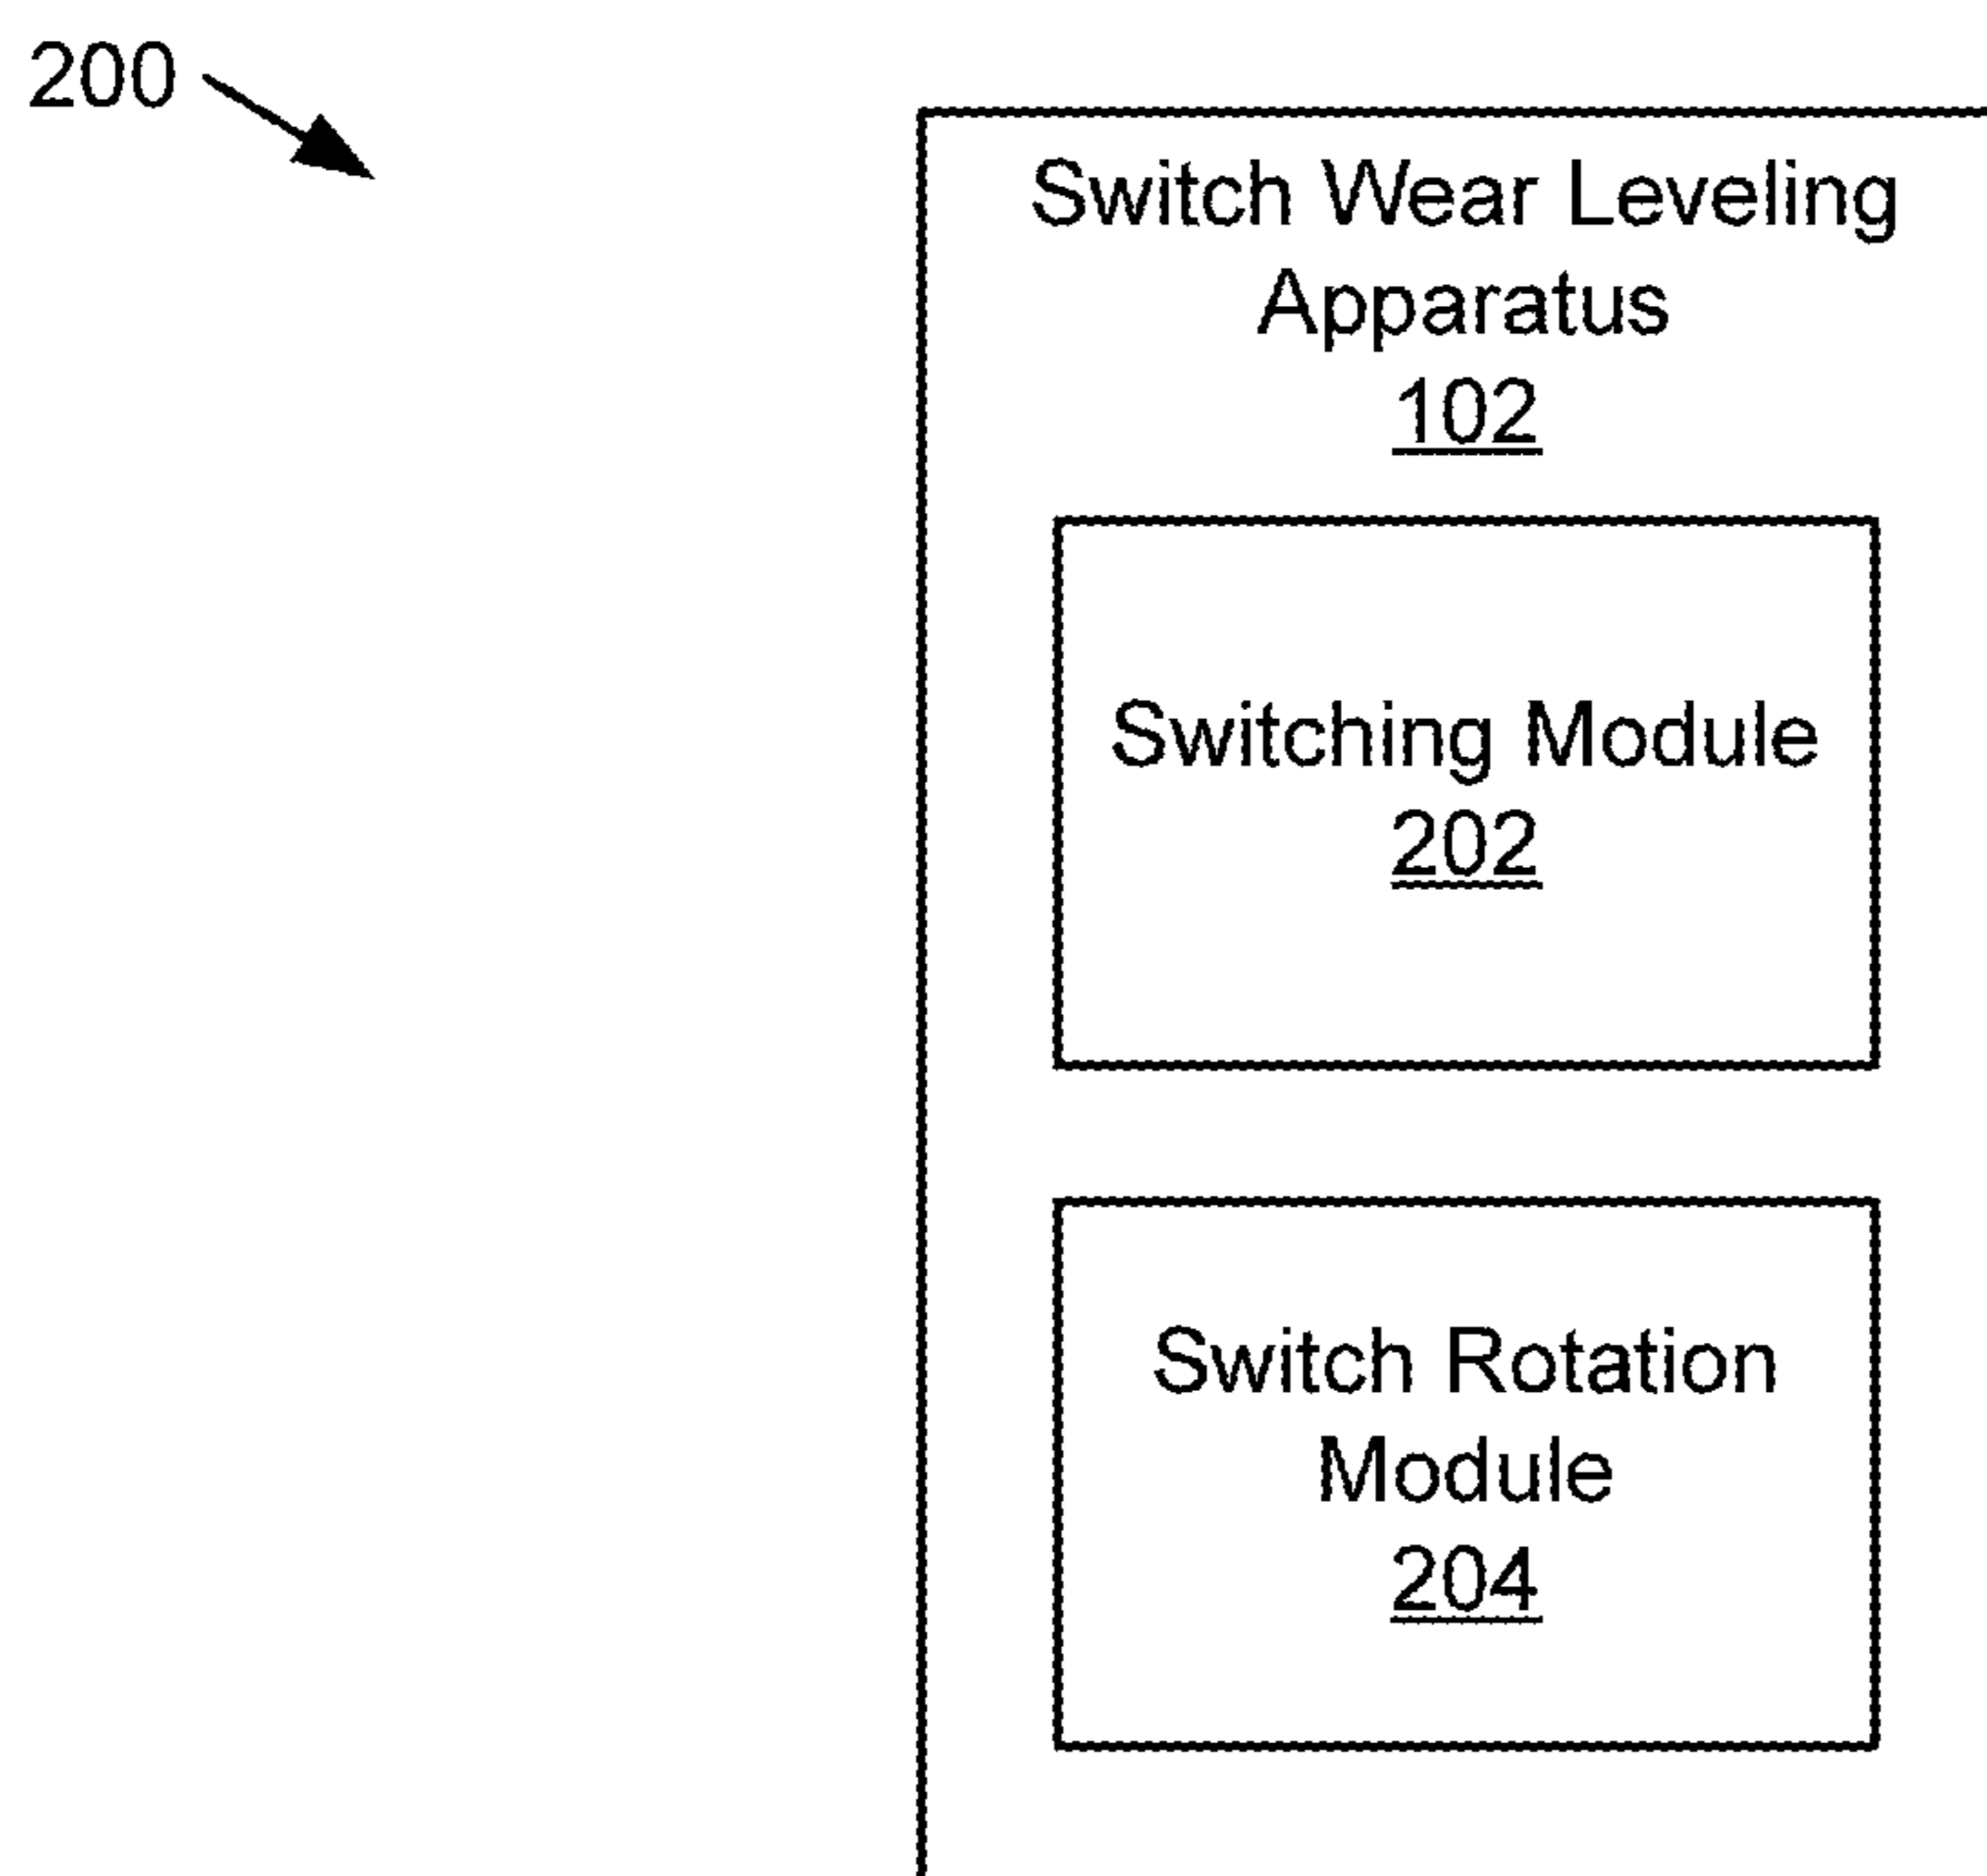 200
Switch Wear Leveling
Apparatus
102
Switching Module
202
Switch Rotation
Module
204